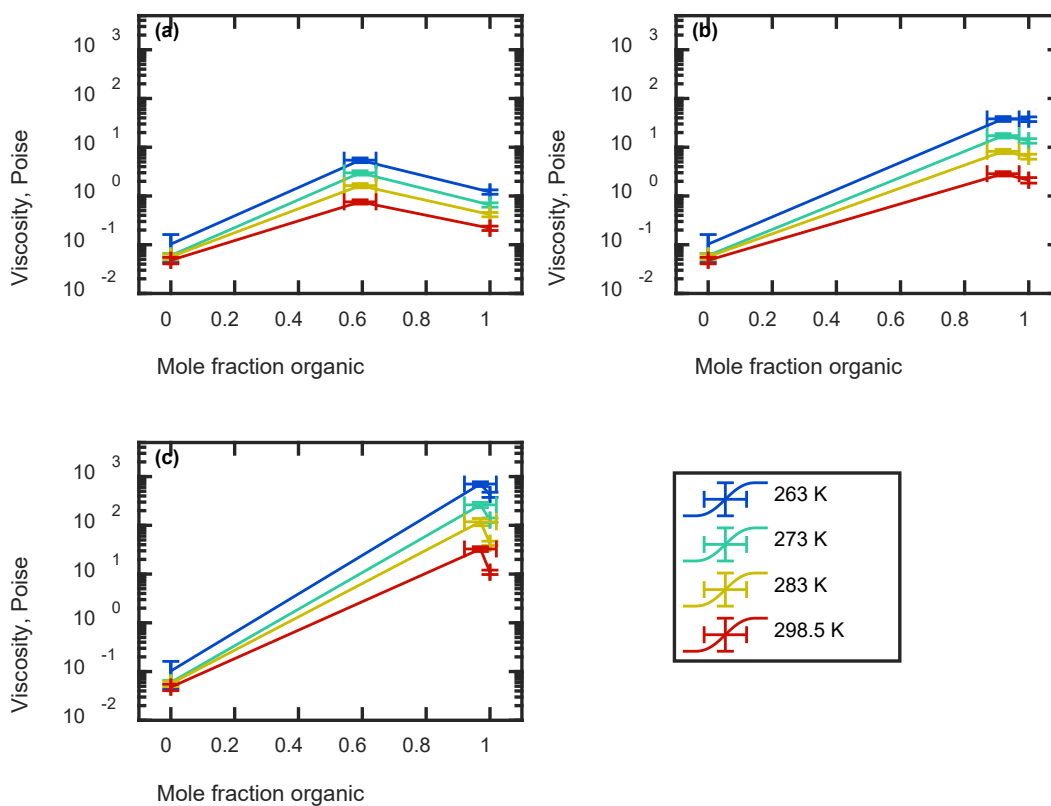 (a)
10 3
10 2
10 1
10 0
10 -1
10 -2
Viscosity, Poise
0 0.2 0.4 0.6 0.8 1
Mole fraction organic
(b)
10 3
10 2
10 1
10 0
10 -1
10 -2
Viscosity, Poise
0 0.2 0.4 0.6 0.8 1
Mole fraction organic
(c)
10 3
10 2
10 1
10 0
10 -1
10 -2
Viscosity, Poise
0 0.2 0.4 0.6 0.8 1
Mole fraction organic
263 K
273 K
283 K
298.5 K